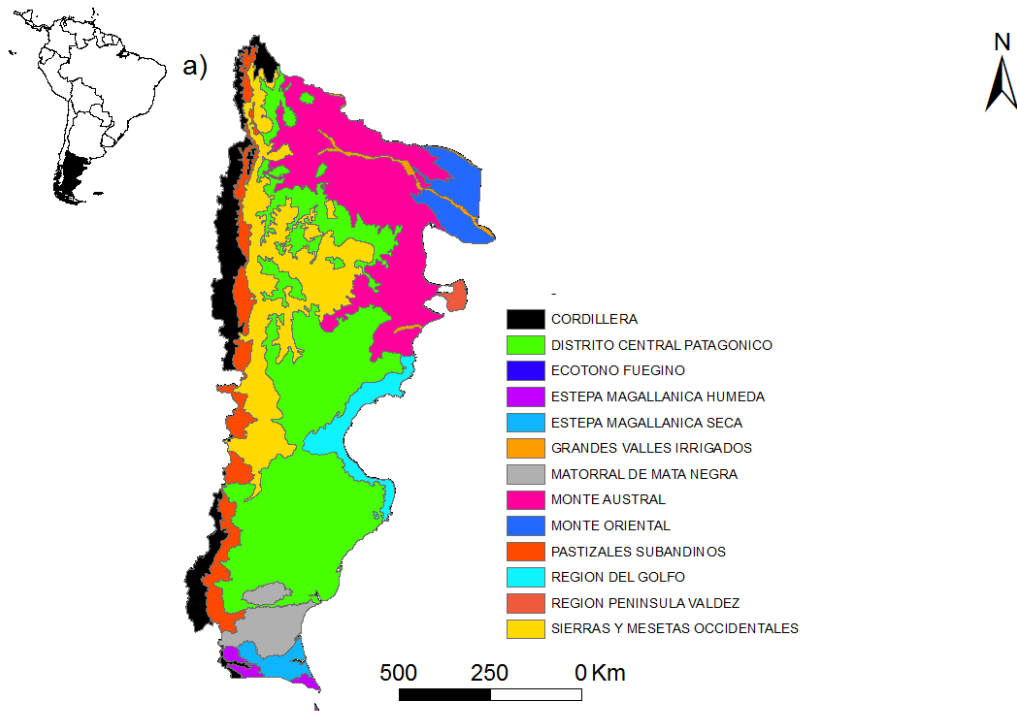 N
a)
CORDILLERA
DISTRITO CENTRAL PATAGONICO
ECOTONO FUEGINO
ESTEPA MAGALLANICA HUMEDA
ESTEPA MAGALLANICA SECA
GRANDES VALLES IRRIGADOS
MATORRAL DE MATA NEGRA
MONTE AUSTRAL
MONTE ORIENTAL
PASTIZALES SUBANDINOS
REGION DEL GOLFO
REGION PENINSULA VALDEZ
SIERRAS Y MESETAS OCCIDENTALES
500 250 0 Km